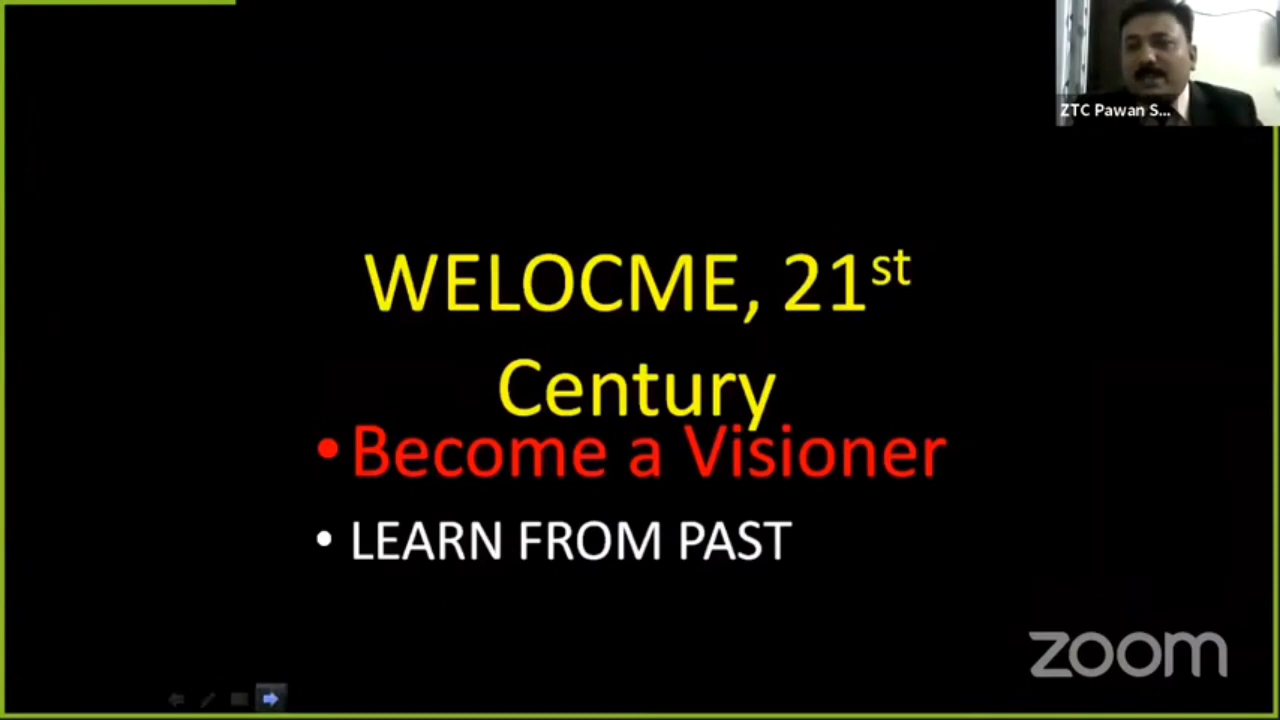 ZTC Pawan S...
WELOCME, 21st
Century
•Become a Visioner
• LEARN FROM PAST
zoom